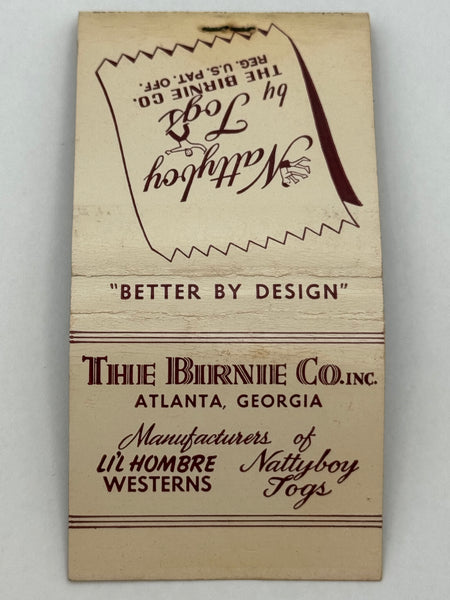 Nattyboy
Togs
by
THE BIRNIE CO.
REG. U.S. PAT. OFF.
"BETTER BY DESIGN"
THE BIRNIE CO. INC.
ATLANTA, GEORGIA
Manufacturers of
LI'L HOMBRE Nattyboy
WESTERNS Togs